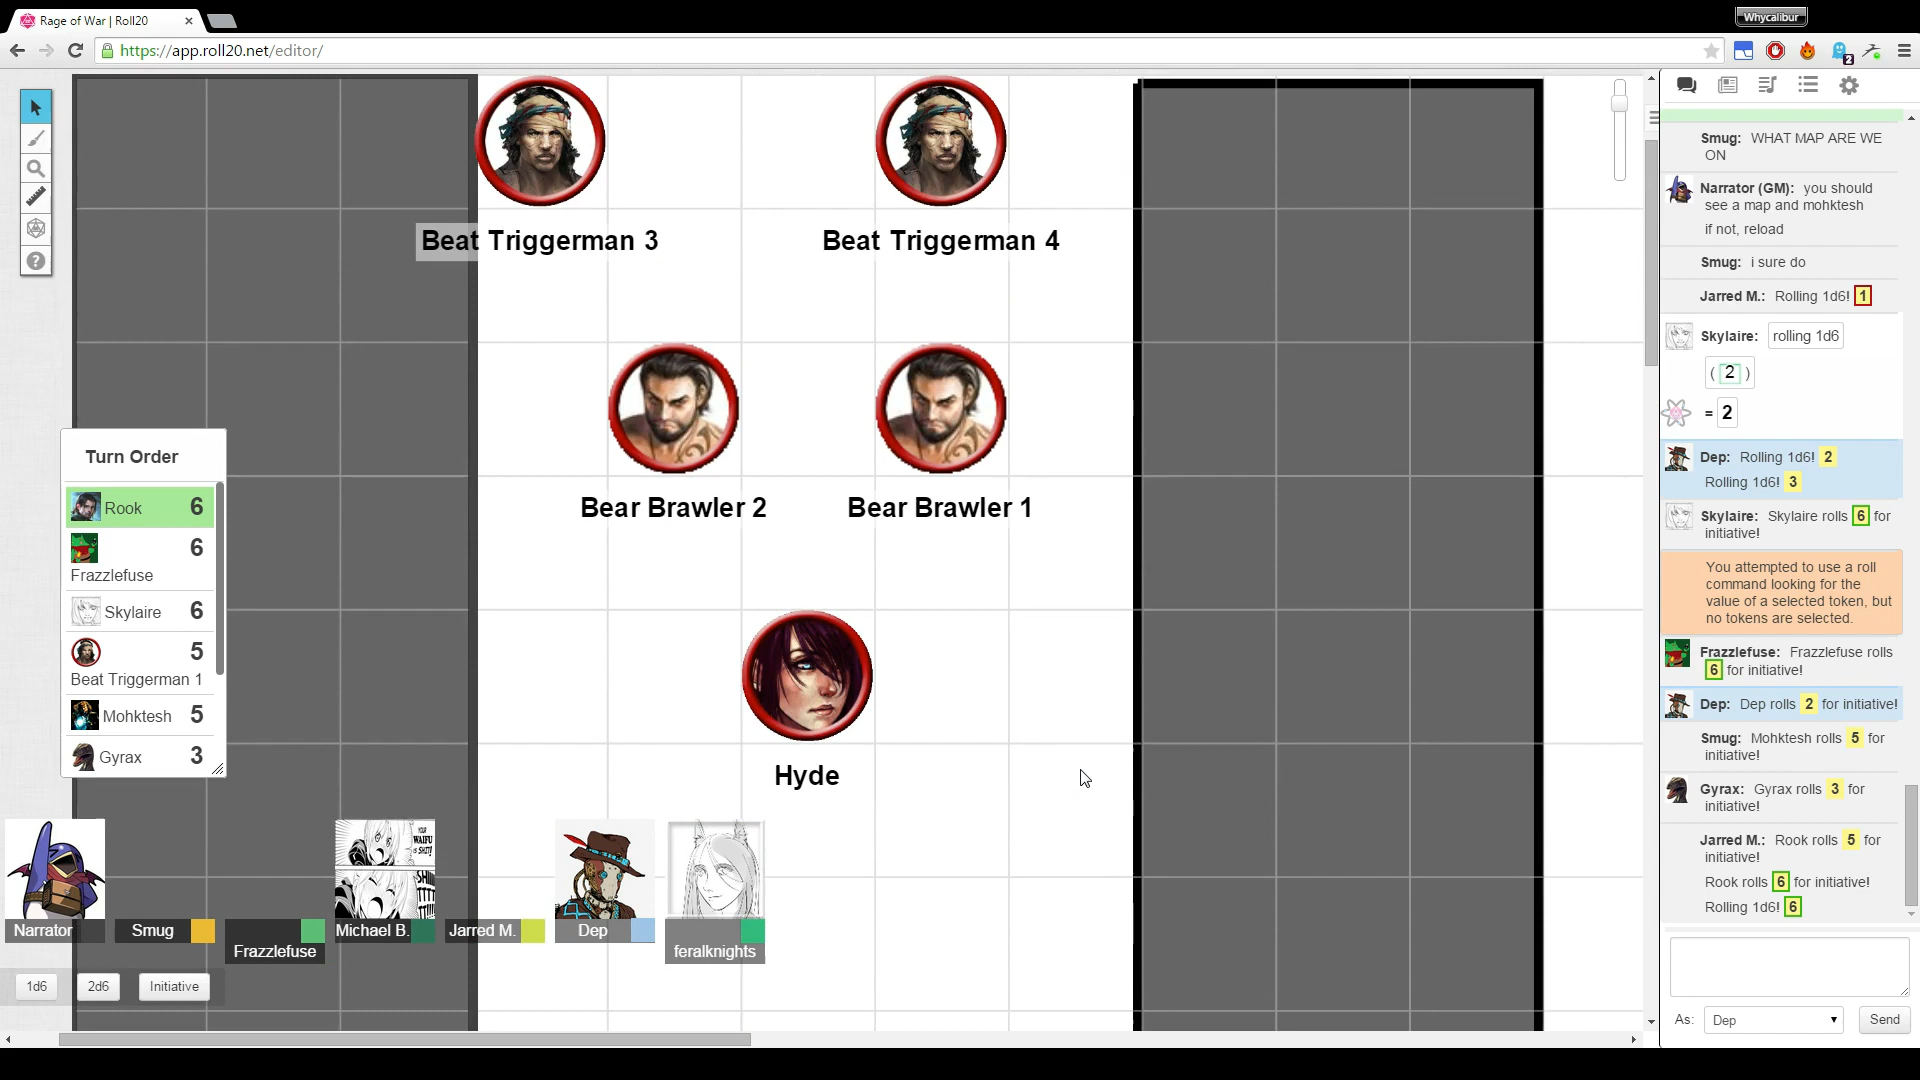 Whycalibur
Rage of War | Roll20
https://app.roll20.net/editor/
2
Beat Triggerman 3
Beat Triggerman 4
Bear Brawler 2
Bear Brawler 1
Hyde
Turn Order
Rook 6
6
Frazzlefuse
Skylaire 6
5
Beat Triggerman 1
Mohktesh 5
Gyrax 3
YOUR
WAIFU
IS SHIT!
Narrator
Smug
Frazzlefuse
Michael B.
Jarred M.
Dep
feralknights
1d6
2d6
Initiative
Smug: WHAT MAP ARE WE
ON
Narrator (GM): you should
see a map and mohktesh
if not, reload
Smug: i sure do
Jarred M.: Rolling 1d6! 1
Skylaire: rolling 1d6
( 2 )
= 2
Dep: Rolling 1d6! 2
Rolling 1d6! 3
Skylaire: Skylaire rolls 6 for
initiative!
You attempted to use a roll
command looking for the
value of a selected token, but
no tokens are selected.
Frazzlefuse: Frazzlefuse rolls
6 for initiative!
Dep: Dep rolls 2 for initiative!
Smug: Mohktesh rolls 5 for
initiative!
Gyrax: Gyrax rolls 3 for
initiative!
Jarred M.: Rook rolls 5 for
initiative!
Rook rolls 6 for initiative!
Rolling 1d6! 6
As: Dep
Send